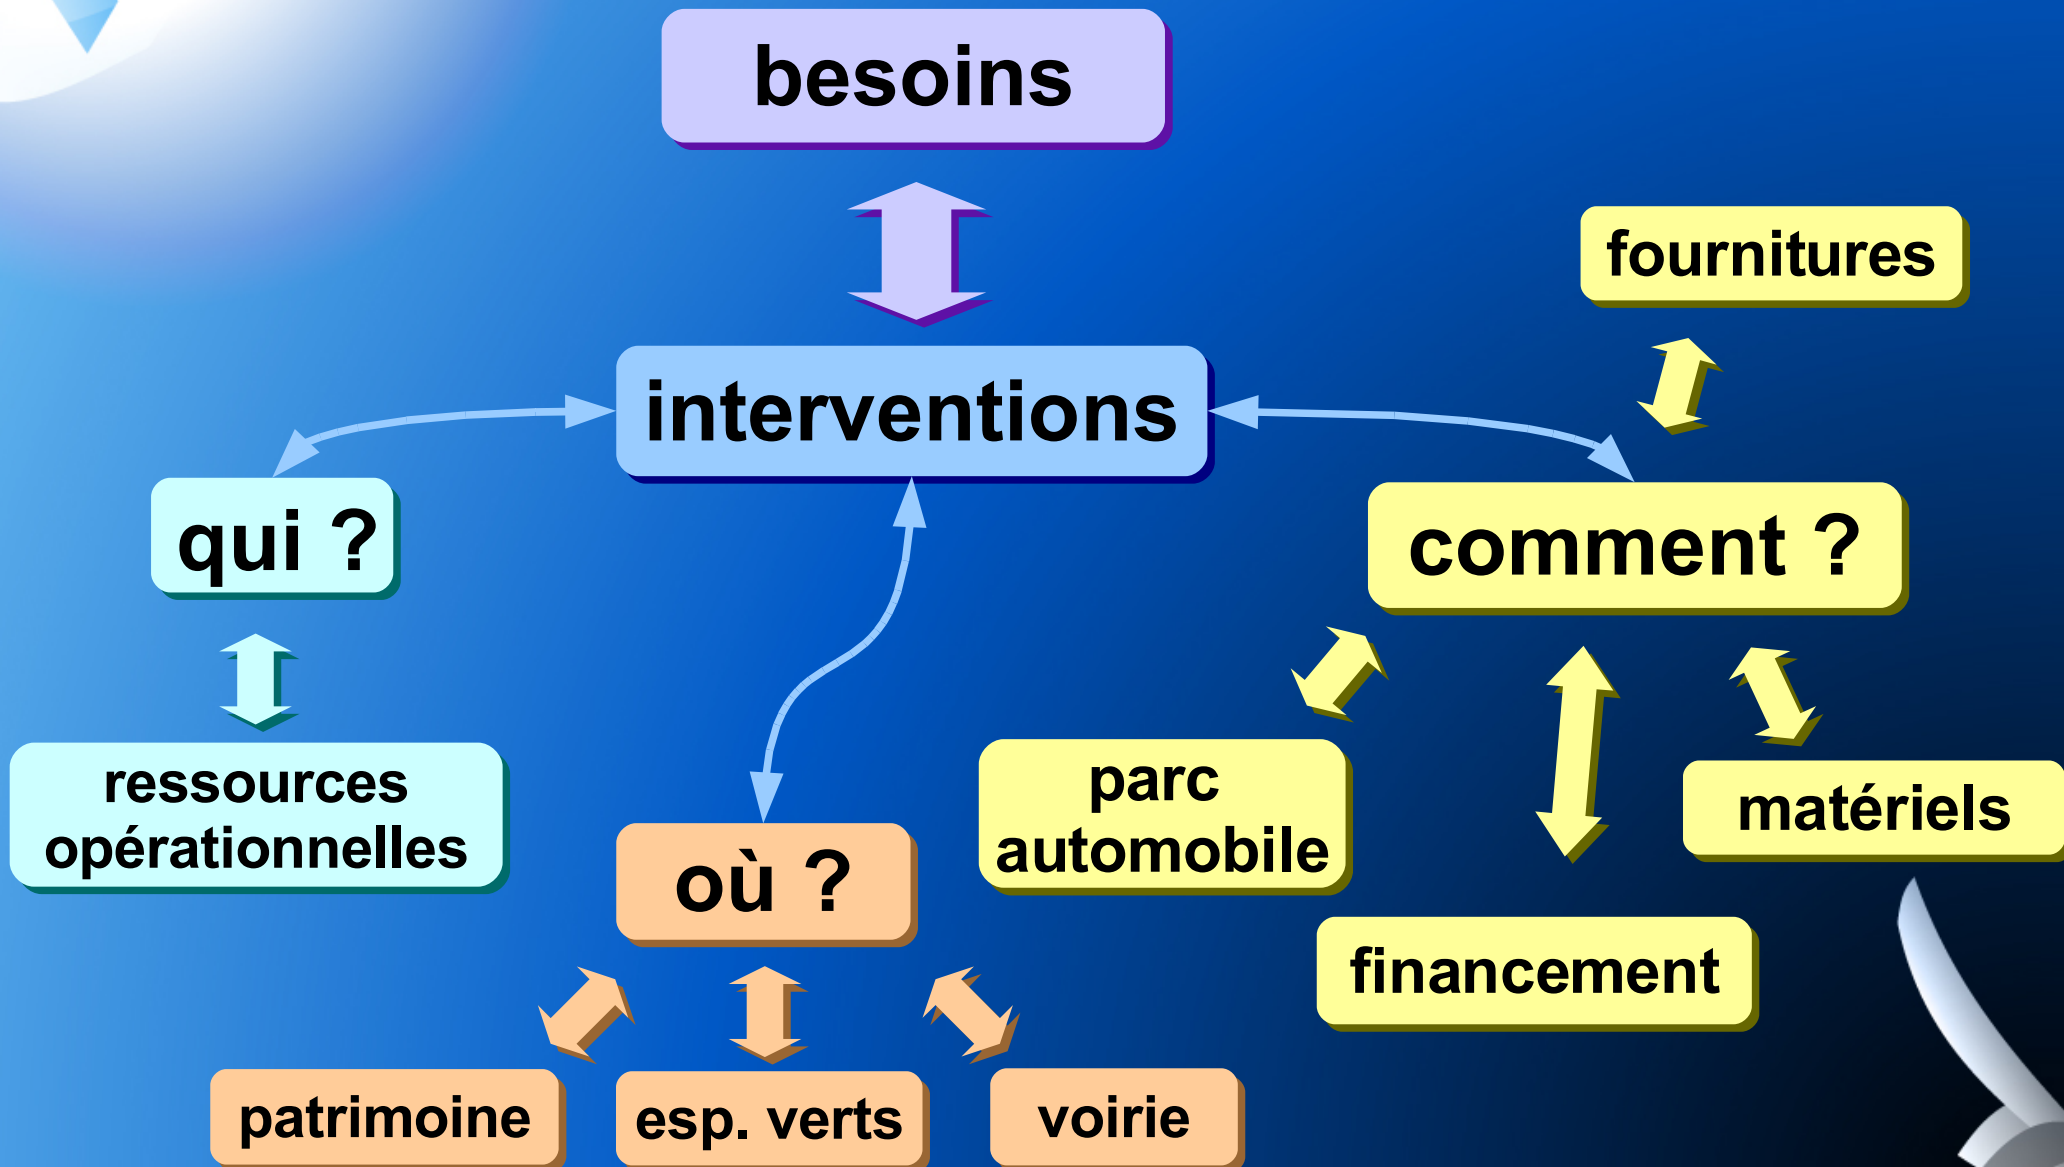 besoins
fournitures
interventions
qui ?
comment ?
ressources
opérationnelles
parc
automobile
matériels
où ?
financement
patrimoine
esp. verts
voirie